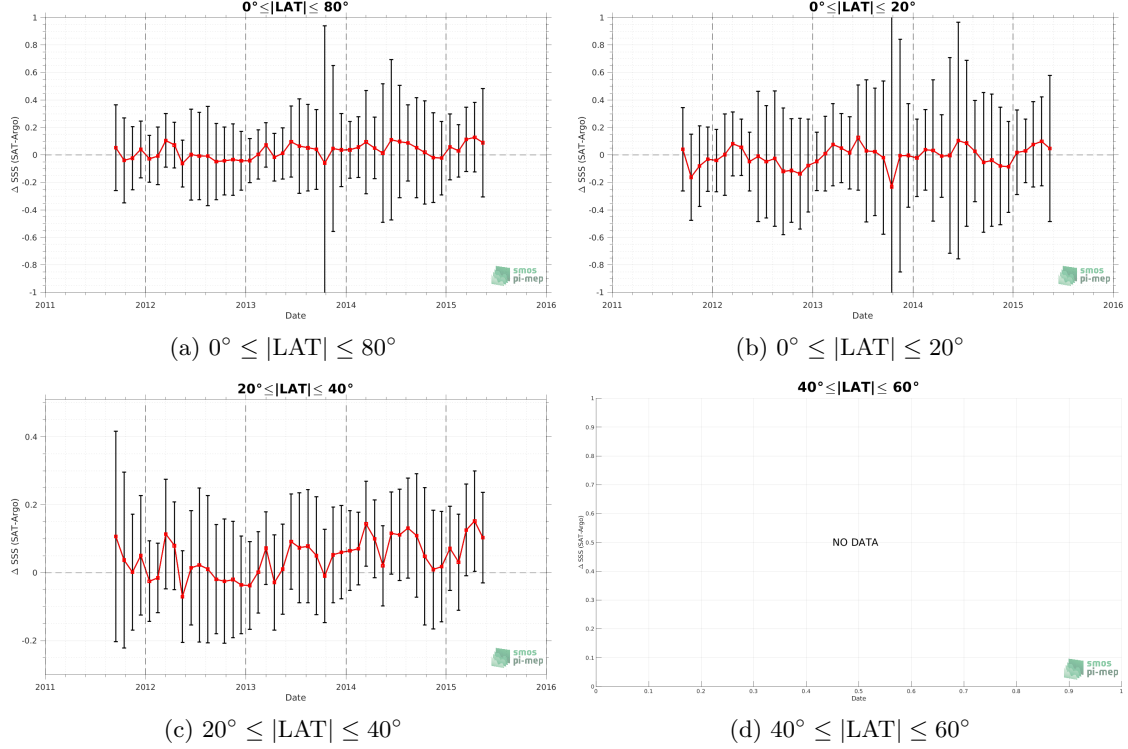 0°≤|LAT|≤ 80°
1
0.8
0.6
0.4
0.2
0
-0.2
-0.4
-0.6
-0.8
-1
Δ SSS (SAT-Argo)
2011 2012 2013 2014 2015 2016
Date
smos
pi-mep
(a) 0° ≤ |LAT| ≤ 80°
0°≤|LAT|≤ 20°
1
0.8
0.6
0.4
0.2
0
-0.2
-0.4
-0.6
-0.8
-1
Δ SSS (SAT-Argo)
2011 2012 2013 2014 2015 2016
Date
smos
pi-mep
(b) 0° ≤ |LAT| ≤ 20°
20°≤|LAT|≤ 40°
0.4
0.2
0
-0.2
Δ SSS (SAT-Argo)
2011 2012 2013 2014 2015 2016
Date
smos
pi-mep
(c) 20° ≤ |LAT| ≤ 40°
40°≤|LAT|≤ 60°
1
0.9
0.8
0.7
0.6
0.5
0.4
0.3
0.2
0.1
0
Δ SSS (SAT-Argo)
NO DATA
0 0.1 0.2 0.3 0.4 0.5 0.6 0.7 0.8 0.9 1
Date
smos
pi-mep
(d) 40° ≤ |LAT| ≤ 60°